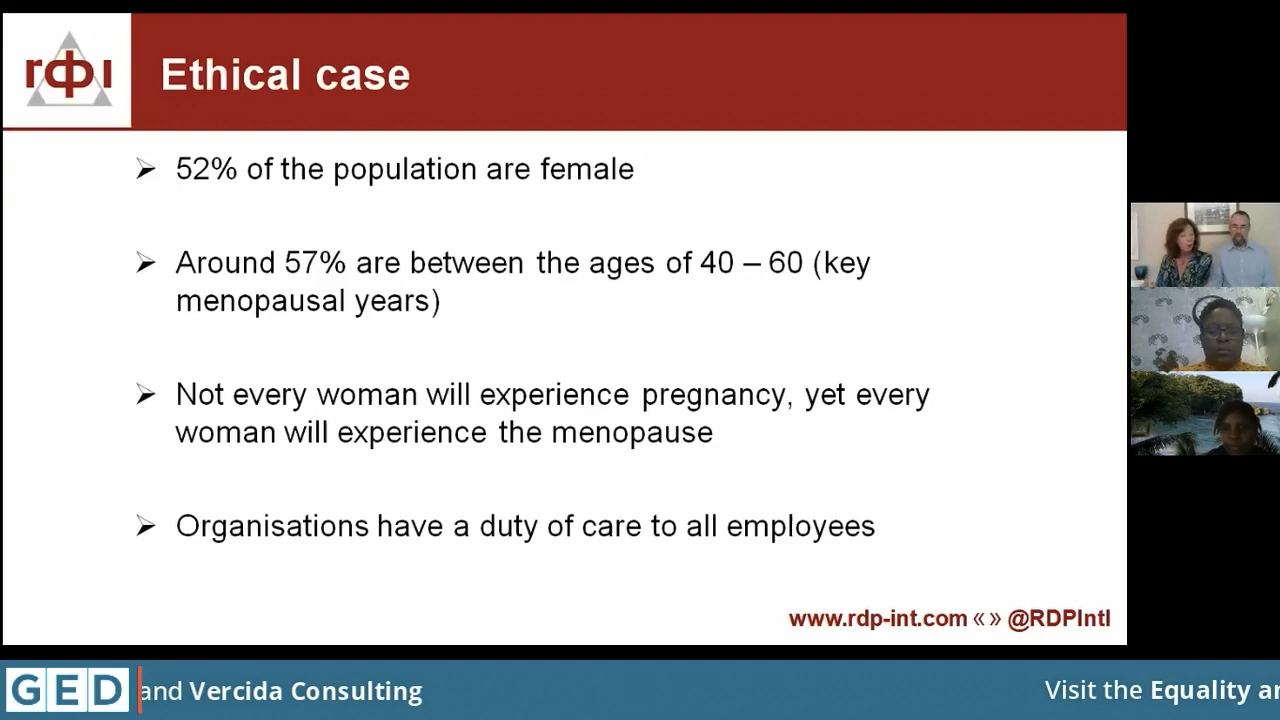 rфı
Ethical case
➢ 52% of the population are female
➢ Around 57% are between the ages of 40 – 60 (key
menopausal years)
➢ Not every woman will experience pregnancy, yet every
woman will experience the menopause
➢ Organisations have a duty of care to all employees
www.rdp-int.com «» @RDPIntl
GED and Vercida Consulting
Visit the Equality